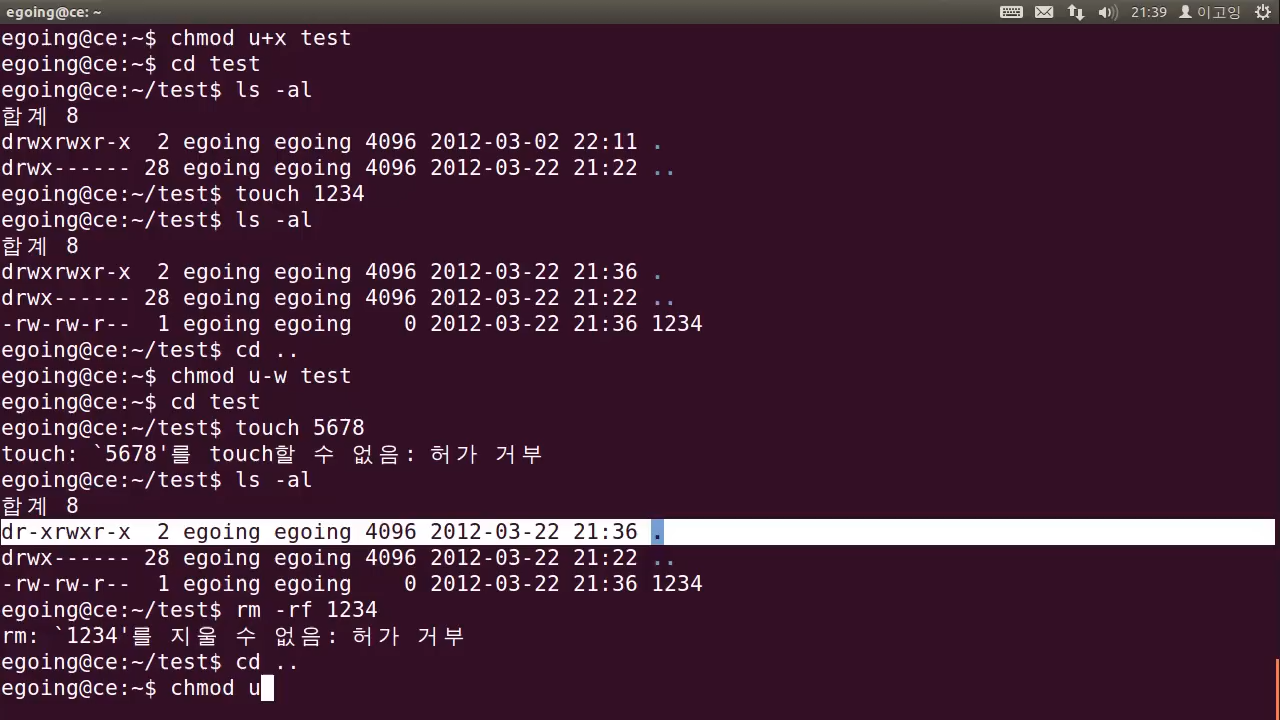 egoing@ce: ~
21:39 이고잉
egoing@ce:~$ chmod u+x test
egoing@ce:~$ cd test
egoing@ce:~/test$ ls -al
합계 8
drwxrwxr-x  2 egoing egoing 4096 2012-03-02 22:11 .
drwx------ 28 egoing egoing 4096 2012-03-22 21:22 ..
egoing@ce:~/test$ touch 1234
egoing@ce:~/test$ ls -al
합계 8
drwxrwxr-x  2 egoing egoing 4096 2012-03-22 21:36 .
drwx------ 28 egoing egoing 4096 2012-03-22 21:22 ..
-rw-rw-r--  1 egoing egoing    0 2012-03-22 21:36 1234
egoing@ce:~/test$ cd ..
egoing@ce:~$ chmod u-w test
egoing@ce:~$ cd test
egoing@ce:~/test$ touch 5678
touch: `5678'를 touch할 수 없음: 허가 거부
egoing@ce:~/test$ ls -al
합계 8
dr-xrwxr-x  2 egoing egoing 4096 2012-03-22 21:36 .
drwx------ 28 egoing egoing 4096 2012-03-22 21:22 ..
-rw-rw-r--  1 egoing egoing    0 2012-03-22 21:36 1234
egoing@ce:~/test$ rm -rf 1234
rm: `1234'를 지울 수 없음: 허가 거부
egoing@ce:~/test$ cd ..
egoing@ce:~$ chmod u